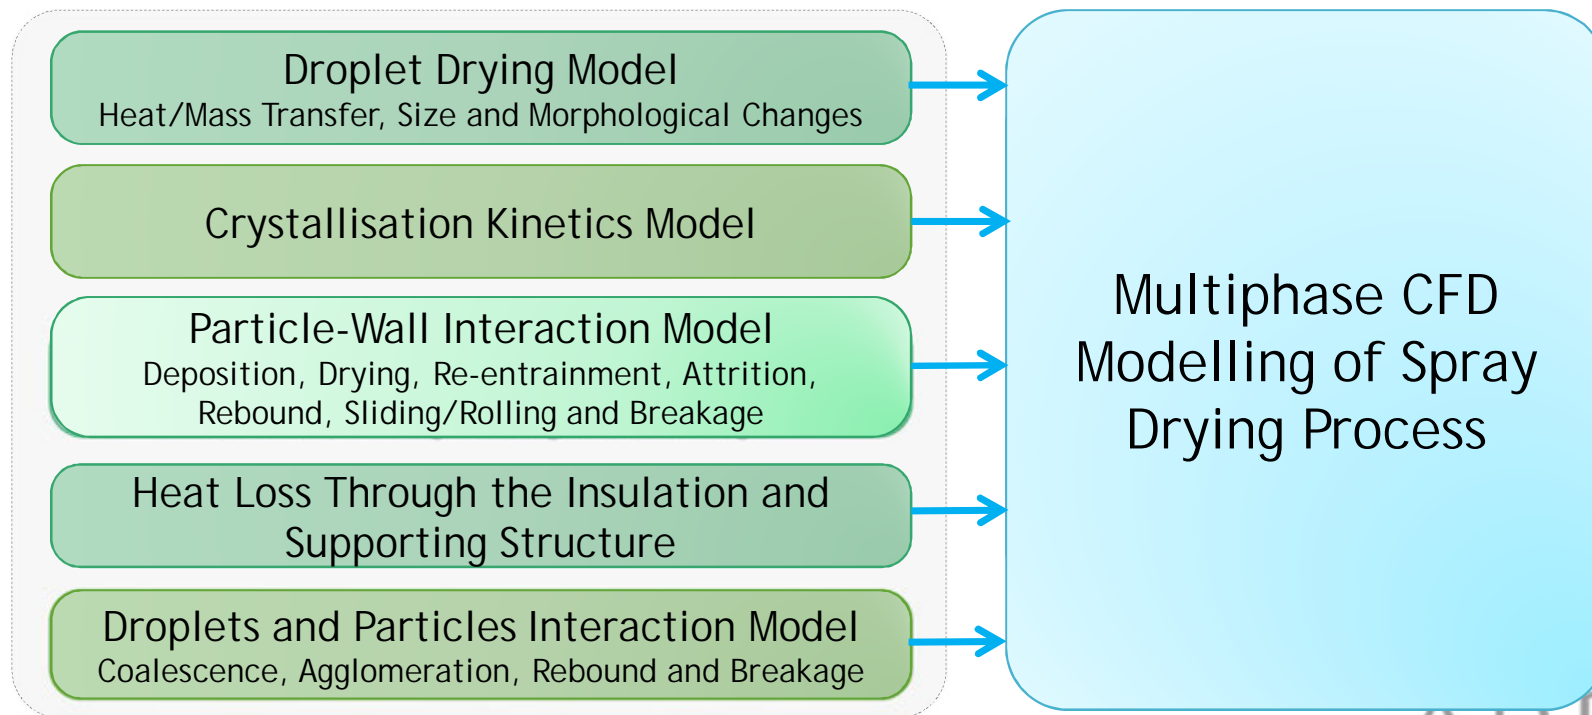 Droplet Drying Model
Heat/Mass Transfer, Size and Morphological Changes
Crystallisation Kinetics Model
Particle-Wall Interaction Model
Deposition, Drying, Re-entrainment, Attrition,
Rebound, Sliding/Rolling and Breakage
Heat Loss Through the Insulation and
Supporting Structure
Droplets and Particles Interaction Model
Coalescence, Agglomeration, Rebound and Breakage
Multiphase CFD
Modelling of Spray
Drying Process